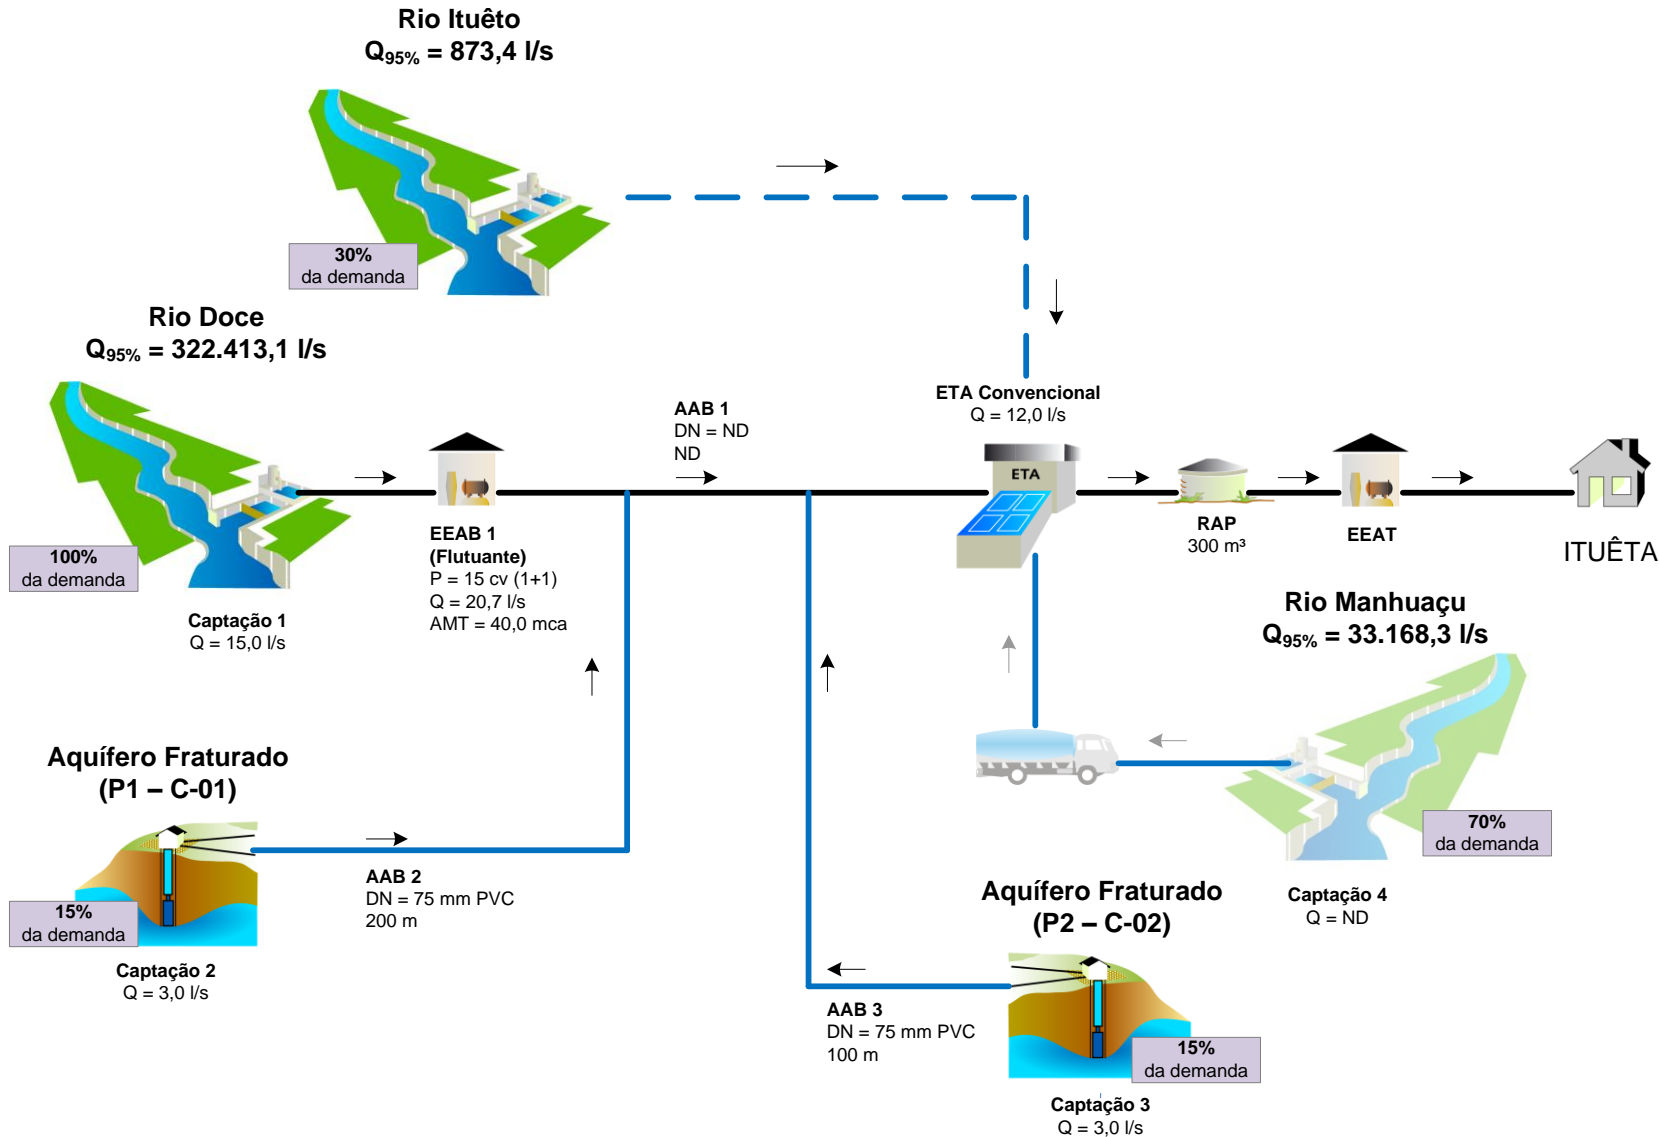 Rio Ituêto
Q95% = 873,4 l/s
30%
da demanda
Rio Doce
Q95% = 322.413,1 l/s
100%
da demanda
Captação 1
Q = 15,0 l/s
EEAB 1
(Flutuante)
P = 15 cv (1+1)
Q = 20,7 l/s
AMT = 40,0 mca
AAB 1
DN = ND
ND
ETA Convencional
Q = 12,0 l/s
ETA
RAP
300 m³
EEAT
ITUÊTA
Rio Manhuaçu
Q95% = 33.168,3 l/s
70%
da demanda
Captação 4
Q = ND
Aquífero Fraturado
(P1 – C-01)
15%
da demanda
Captação 2
Q = 3,0 l/s
AAB 2
DN = 75 mm PVC
200 m
Aquífero Fraturado
(P2 – C-02)
AAB 3
DN = 75 mm PVC
100 m
15%
da demanda
Captação 3
Q = 3,0 l/s